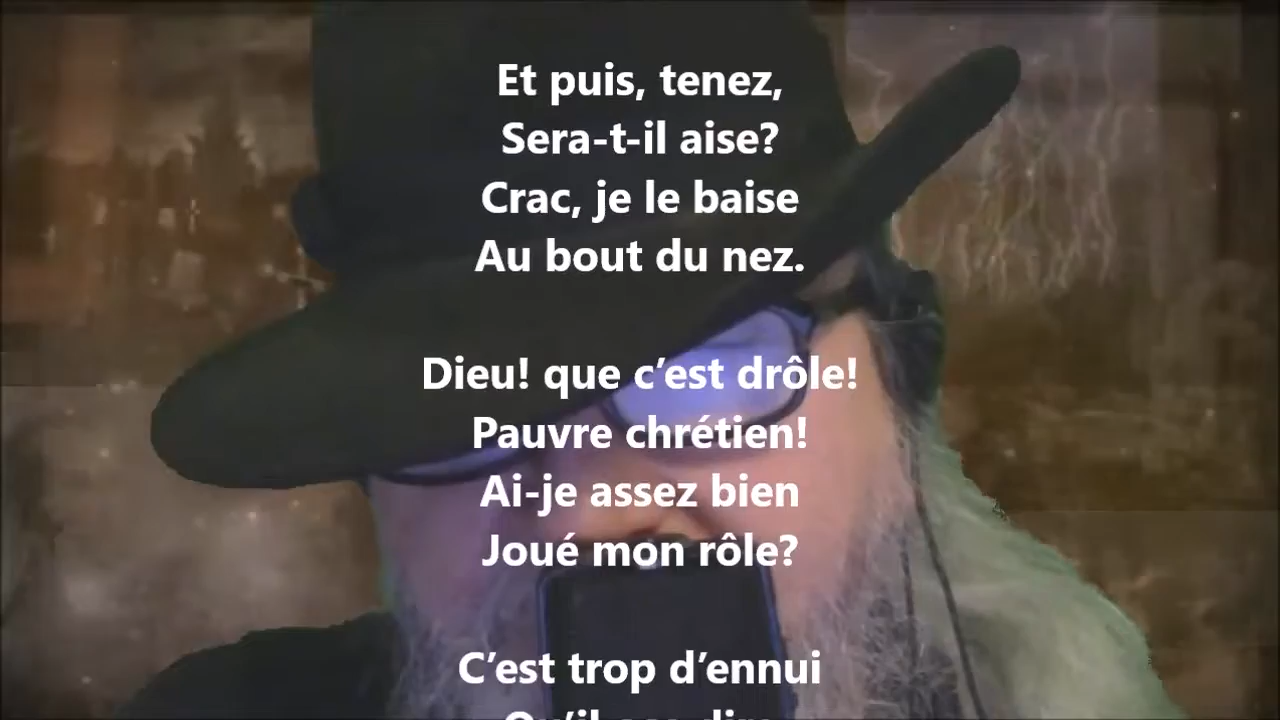 Et puis, tenez,
Sera-t-il aise?
Crac, je le baise
Au bout du nez.
Dieu! que c’est drôle!
Pauvre chrétien!
Ai-je assez bien
Joué mon rôle?
C’est trop d’ennui